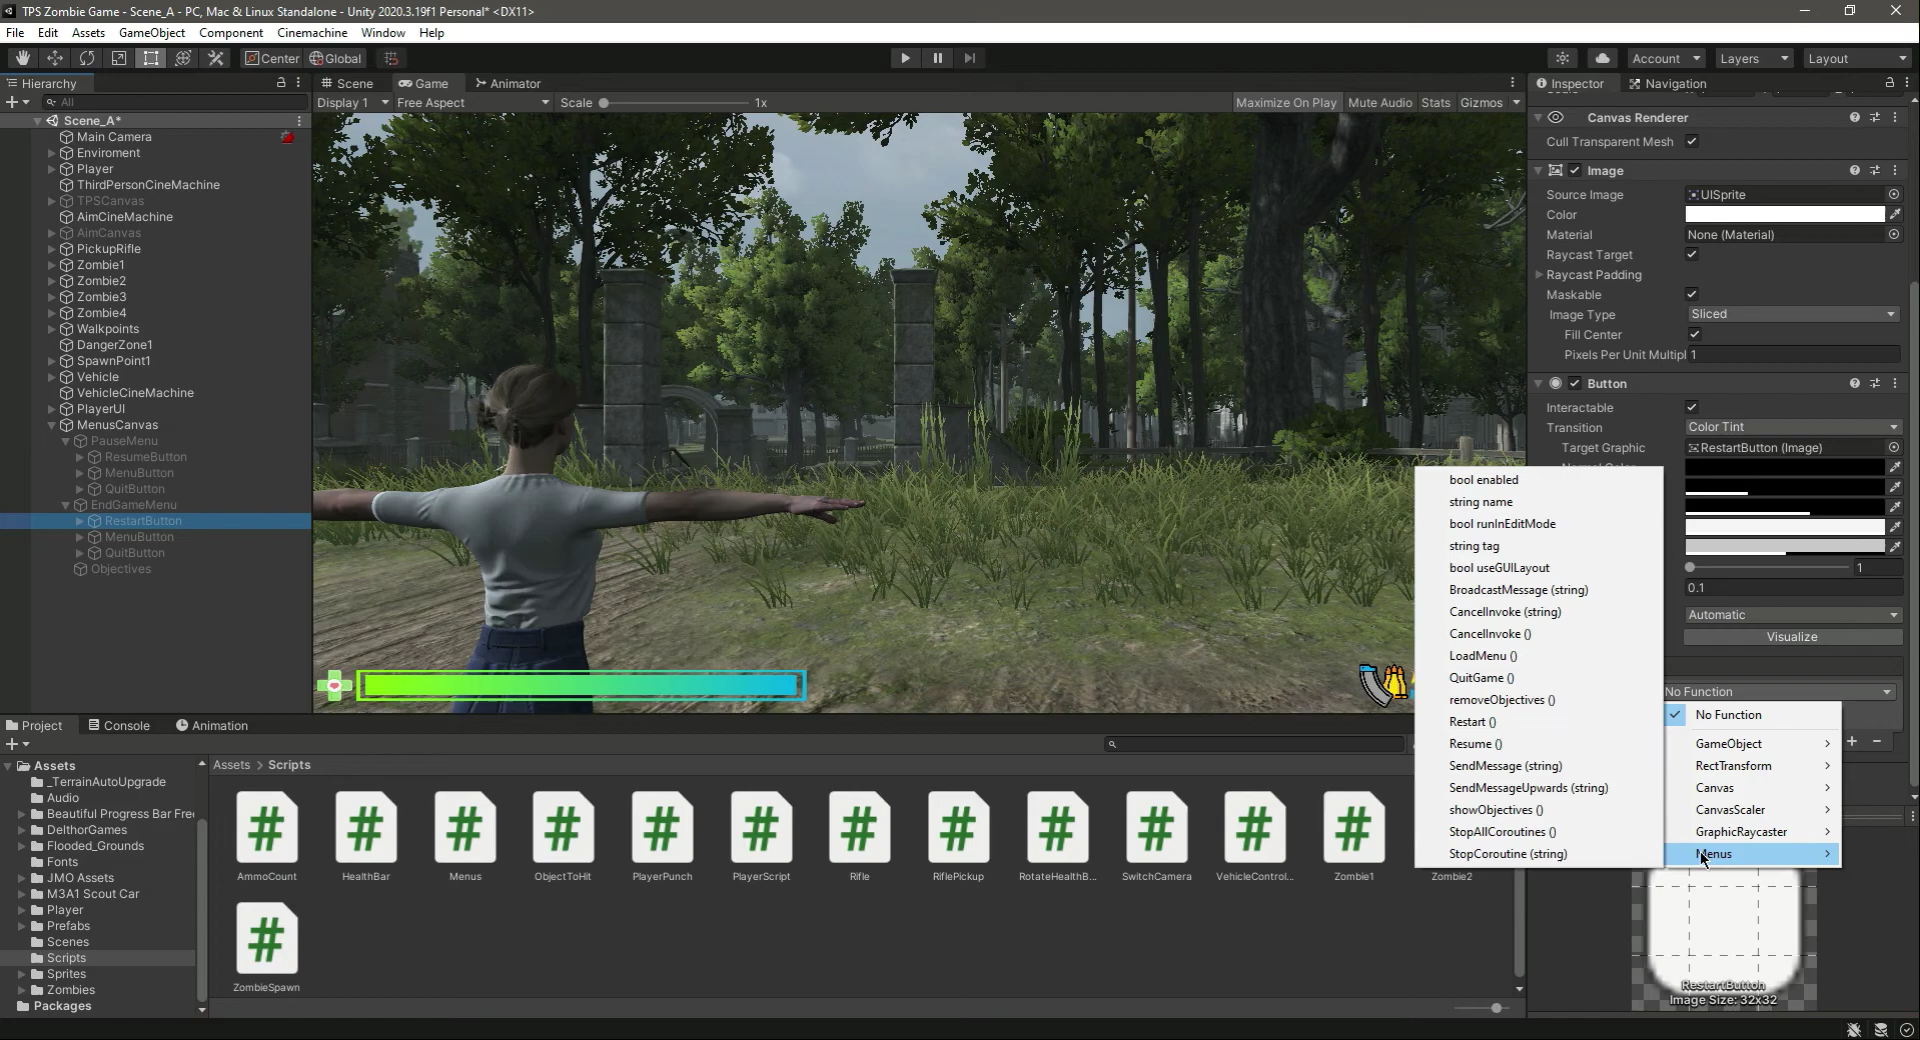 TPS Zombie Game - Scene_A - PC, Mac & Linux Standalone - Unity 2020.3.19f1 Personal* <DX11>
File Edit Assets GameObject Component Cinemachine Window Help
Center Global
Account Layers Layout
Hierarchy
All
Scene_A*
Main Camera
Enviroment
Player
ThirdPersonCineMachine
TPSCanvas
AimCineMachine
AimCanvas
PickupRifle
Zombie1
Zombie2
Zombie3
Zombie4
Walkpoints
DangerZone1
SpawnPoint1
Vehicle
VehicleCineMachine
PlayerUI
MenusCanvas
PauseMenu
ResumeButton
MenuButton
QuitButton
EndGameMenu
RestartButton
MenuButton
QuitButton
Objectives
Scene Game Animator
Display 1 Free Aspect Scale 1x Maximize On Play Mute Audio Stats Gizmos
Inspector Navigation
Canvas Renderer
Cull Transparent Mesh
Image
Source Image UISprite
Color
Material None (Material)
Raycast Target
Raycast Padding
Maskable
Image Type Sliced
Fill Center
Pixels Per Unit Multipl 1
Button
Interactable
Transition Color Tint
Target Graphic RestartButton (Image)
1
0.1
Automatic
Visualize
No Function
bool enabled
string name
bool runInEditMode
string tag
bool useGUILayout
BroadcastMessage (string)
CancelInvoke (string)
CancelInvoke ()
LoadMenu ()
QuitGame ()
removeObjectives ()
Restart ()
Resume ()
SendMessage (string)
SendMessageUpwards (string)
showObjectives ()
StopAllCoroutines ()
StopCoroutine (string)
No Function
GameObject
RectTransform
Canvas
CanvasScaler
GraphicRaycaster
Menus
RestartButton
Image Size: 32x32
Project Console Animation
Assets
_TerrainAutoUpgrade
Audio
Beautiful Progress Bar Free
DelthorGames
Flooded_Grounds
Fonts
JMO Assets
M3A1 Scout Car
Player
Prefabs
Scenes
Scripts
Sprites
Zombies
Packages
Assets > Scripts
AmmoCount HealthBar Menus ObjectToHit PlayerPunch PlayerScript Rifle RiflePickup RotateHealthB... SwitchCamera VehicleControl... Zombie1 Zombie2
ZombieSpawn